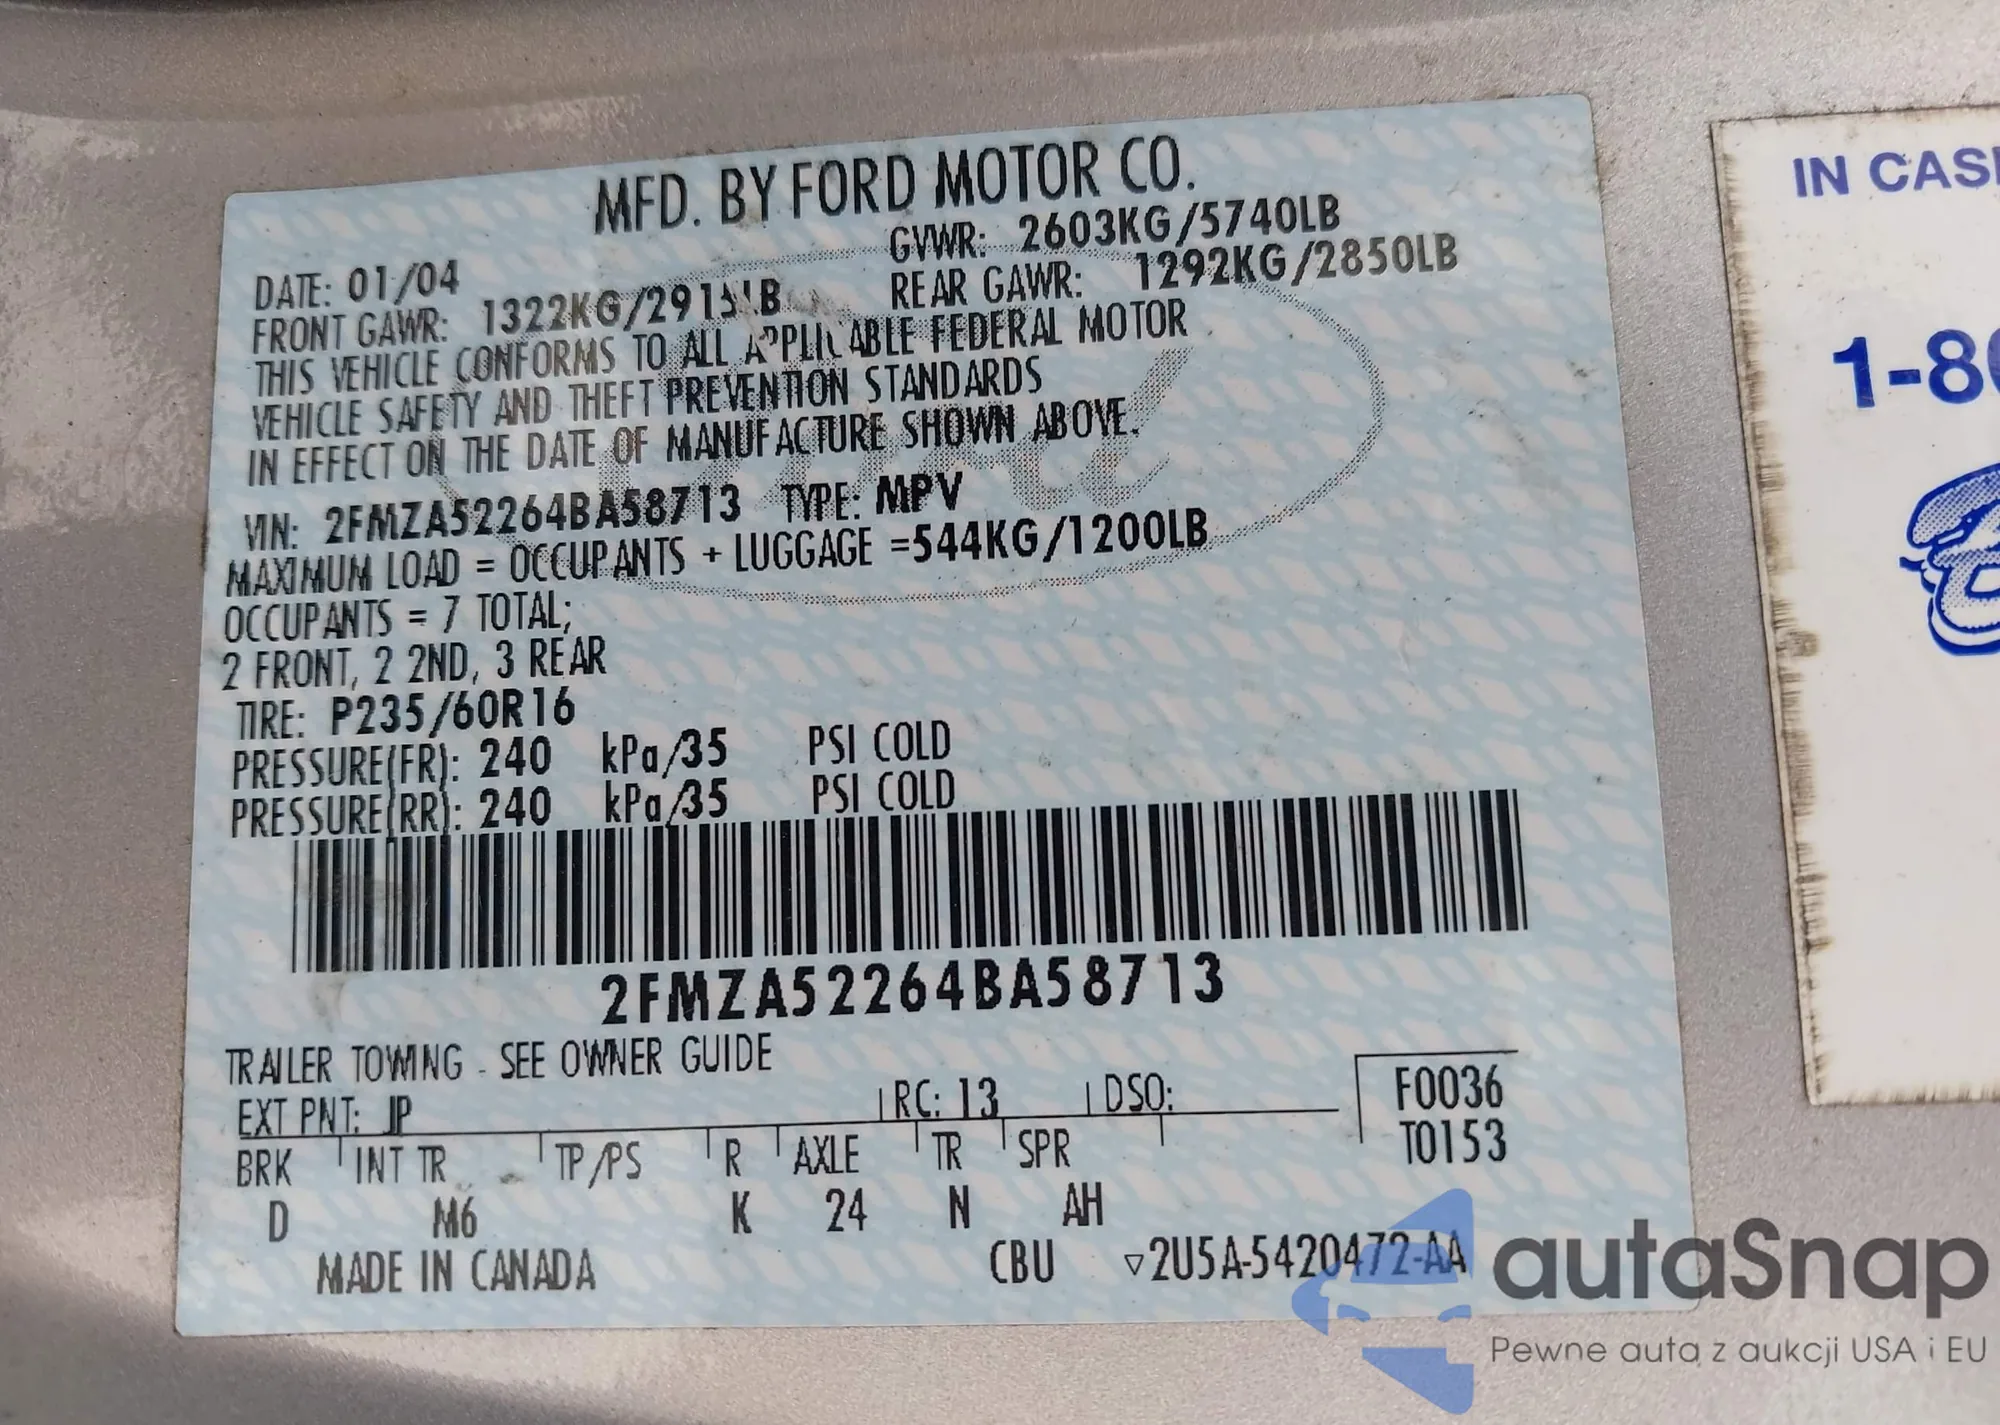 MFD. BY FORD MOTOR CO.
DATE: 01/04
GVWR: 2603KG/5740LB
FRONT GAWR: 1322KG/2915LB
REAR GAWR: 1292KG/2850LB
THIS VEHICLE CONFORMS TO ALL APPLICABLE FEDERAL MOTOR
VEHICLE SAFETY AND THEFT PREVENTION STANDARDS
IN EFFECT ON THE DATE OF MANUFACTURE SHOWN ABOVE.
VIN: 2FMZA52264BA58713 TYPE: MPV
MAXIMUM LOAD = OCCUPANTS + LUGGAGE =544KG/1200LB
OCCUPANTS = 7 TOTAL;
2 FRONT, 2 2ND, 3 REAR
TIRE: P235/60R16
PRESSURE(FR): 240 kPa/35 PSI COLD
PRESSURE(RR): 240 kPa/35 PSI COLD
2FMZA52264BA58713
TRAILER TOWING - SEE OWNER GUIDE
EXT PNT: JP RC: 13 DSO:
F0036
T0153
BRK INT TR TP/PS R AXLE TR SPR
D M6 K 24 N AH
MADE IN CANADA CBU ▽2U5A-5420472-AA
IN CAS
1-8
autaSnap
Pewne auta z aukcji USA i EU